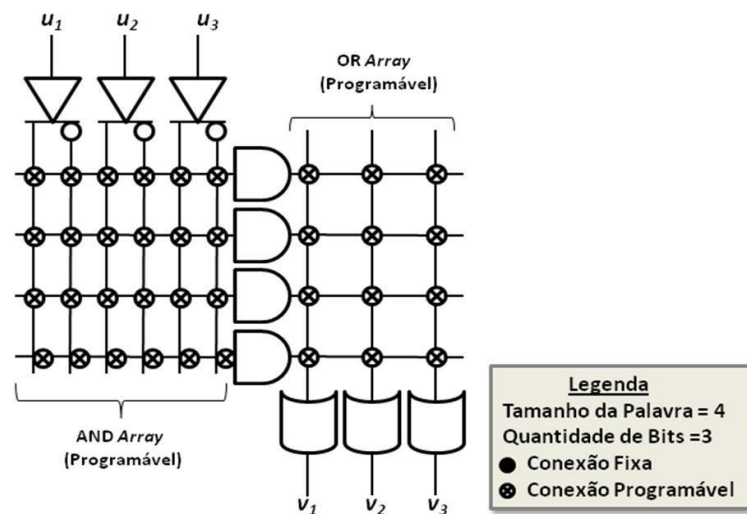 u1 u2 u3
OR Array
(Programável)
AND Array
(Programável)
v1 v2 v3
Legenda
Tamanho da Palavra = 4
Quantidade de Bits =3
Conexão Fixa
Conexão Programável